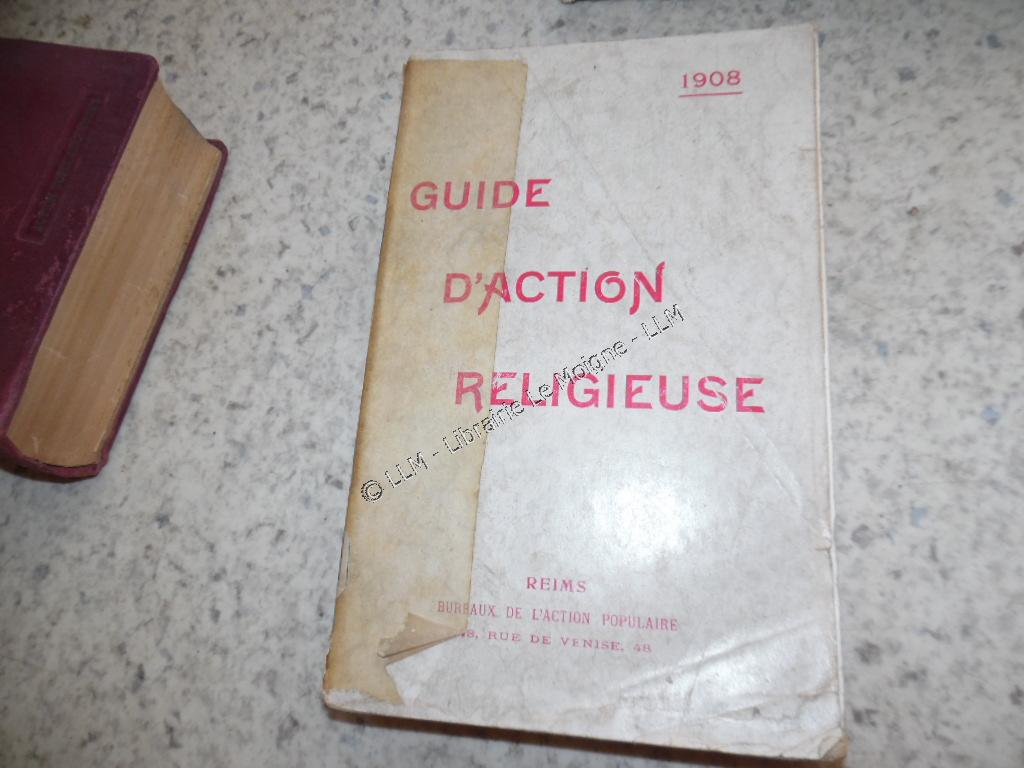 1908
GUIDE
D'ACTION
RELIGIEUSE
© LLM - Librairie Le Moigne - LLM
REIMS
BUREAUX DE L'ACTION POPULAIRE
48, RUE DE VENISE, 48